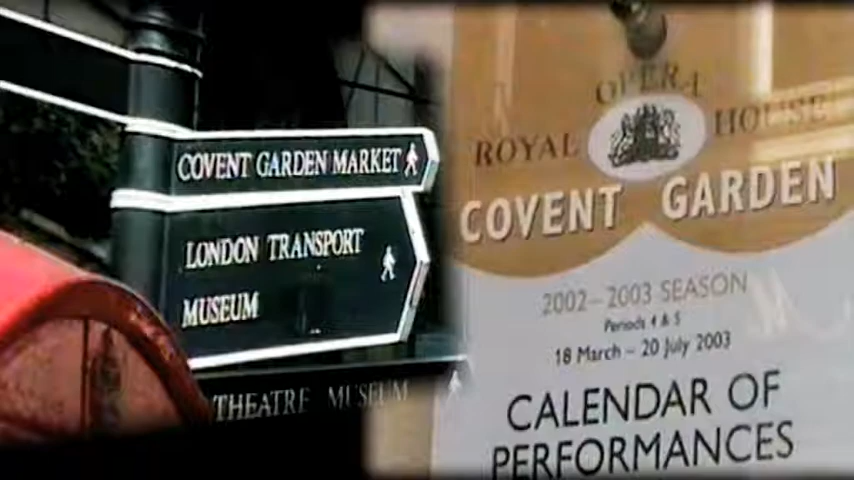 COVENT GARDEN MARKET
LONDON TRANSPORT
MUSEUM
THEATRE MUSEUM
ROYAL OPERA HOUSE
COVENT GARDEN
2002-2003 SEASON
Periods 4 & 5
18 March - 20 July 2003
CALENDAR OF
PERFORMANCES